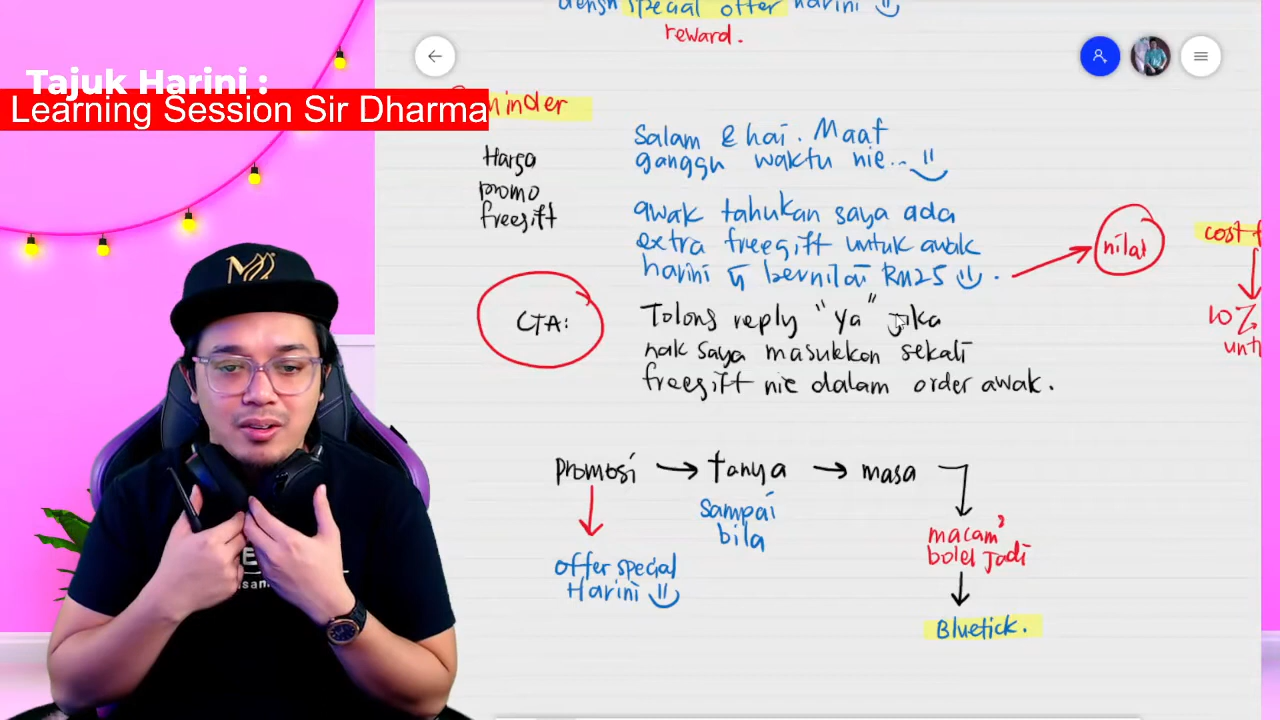 special offer harini
reward.
Tajuk Harini :
Learning Session Sir Dharma
Harga
promo
freegift
Salam & hai. Maaf
ganggu waktu nie..
awak tahukan saya ada
extra freegift untuk awak
harini yg bernilai RM25 .
nilai
cost
10%
CTA:
Tolong reply "Ya" jika
nak saya masukkan sekali
freegift nie dalam order awak.
Promosi → tanya → masa
Sampai
bila
offer special
Harini
macam²
boleh jadi
Bluetick.